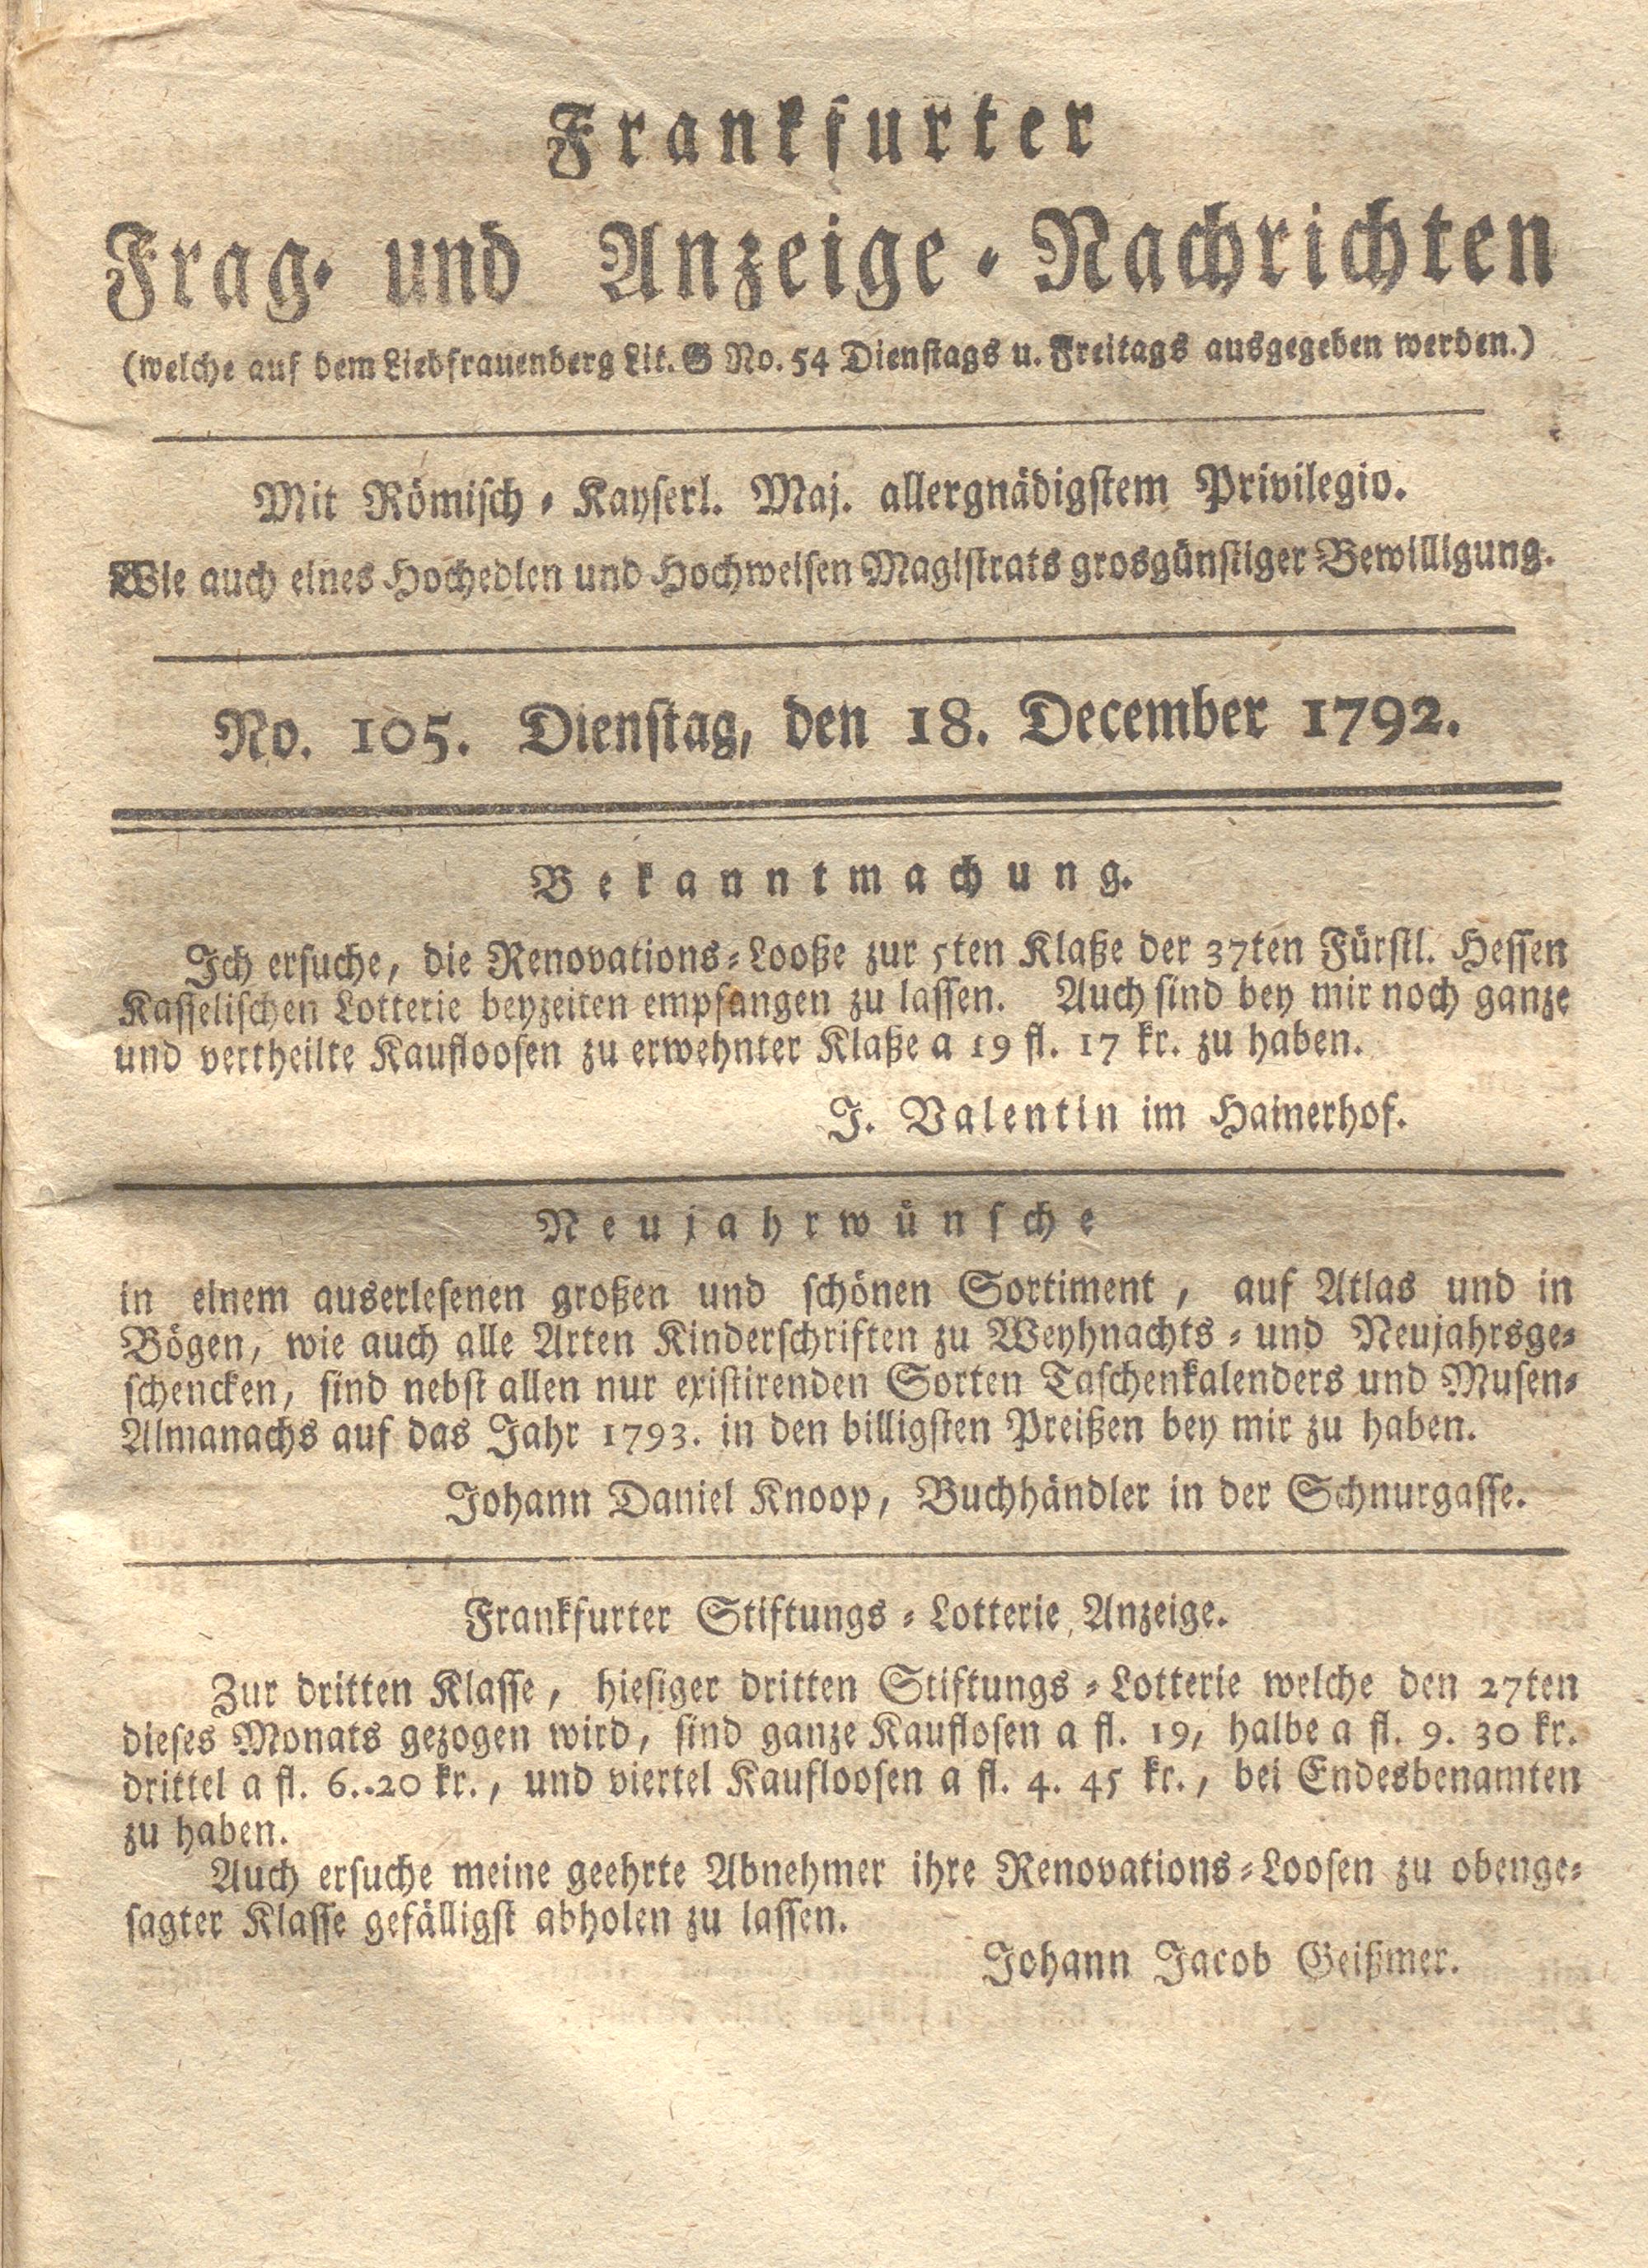 Frankfurter
Frag- und Anzeige-Nachrichten
(welche auf dem Liebfrauenberg Lit. G No. 54 Dienstags u. Freitags ausgegeben werden.)
Mit Römisch-Kayserl. Maj. allergnädigstem Privilegio.
Wie auch eines Hochedlen und Hochweisen Magistrats grosgünstiger Bewilligung.
No. 105. Dienstag, den 18. December 1792.
Bekanntmachung.
Ich ersuche, die Renovations-Looße zur 5ten Klaße der 37ten Fürstl. Hessen
Kasselischen Lotterie beyzeiten empfangen zu lassen. Auch sind bey mir noch ganze
und vertheilte Kaufloosen zu erwehnter Klaße a 19 fl. 17 kr. zu haben.
J. Valentin im Hainerhof.
Neujahrwünsche
in einem auserlesenen großen und schönen Sortiment, auf Atlas und in
Bögen, wie auch alle Arten Kinderschriften zu Weyhnachts- und Neujahrsge-
schencken, sind nebst allen nur existirenden Sorten Taschenkalenders und Musen-
Almanachs auf das Jahr 1793. in den billigsten Preißen bey mir zu haben.
Johann Daniel Knoop, Buchhändler in der Schnurgasse.
Frankfurter Stiftungs-Lotterie Anzeige.
Zur dritten Klasse, hiesiger dritten Stiftungs-Lotterie welche den 27ten
dieses Monats gezogen wird, sind ganze Kauflosen a fl. 19, halbe a fl. 9. 30 kr.
drittel a fl. 6..20 kr., und viertel Kaufloosen a fl. 4. 45 kr., bei Endesbenamten
zu haben.
Auch ersuche meine geehrte Abnehmer ihre Renovations-Loosen zu obenge-
sagter Klasse gefälligst abholen zu lassen.
Johann Jacob Geißmer.